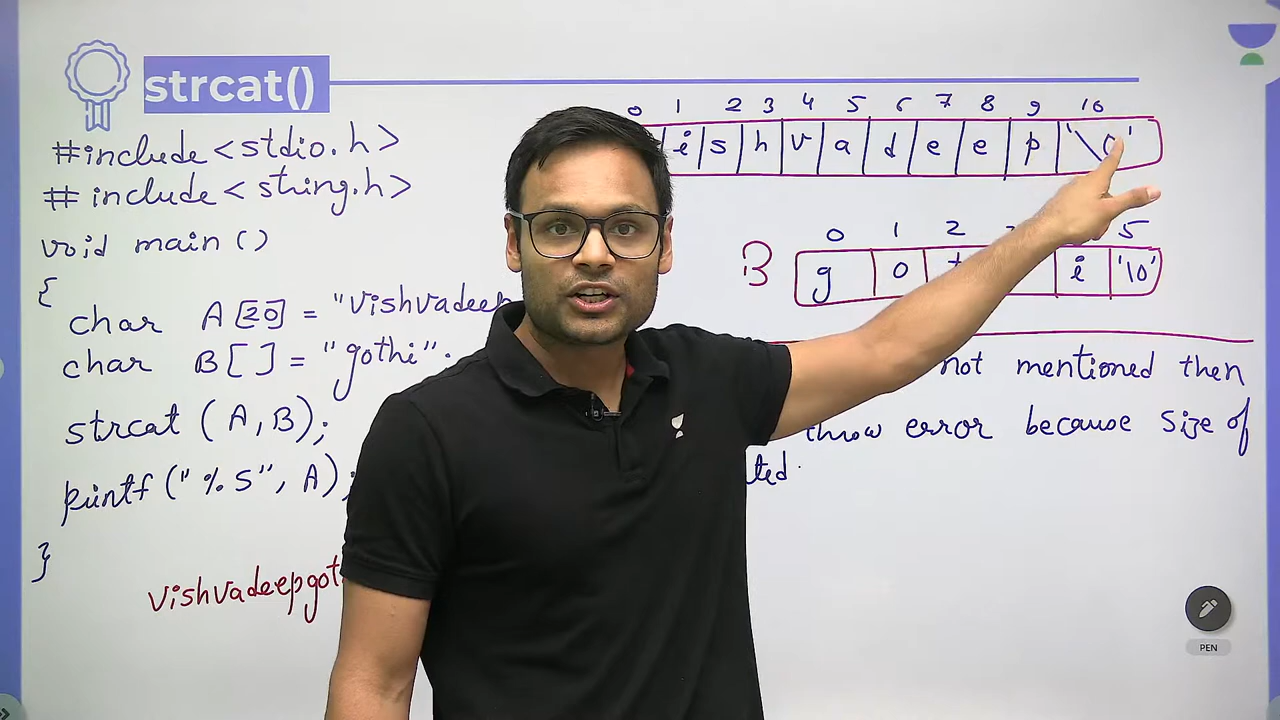 strcat()
#include <stdio.h>
# include < string.h>
void main ()
{
char A [20] = "vishvadeep
char B[ ] = "gothi".
strcat (A,B);
printf ("%s", A);
}
vishvadeepgot
0 1 2 3 4 5 6 7 8 9 10
i s h v a d e e p '\0'
0 1 2 5
B g o i '\0'
not mentioned then
throw error because size of
PEN